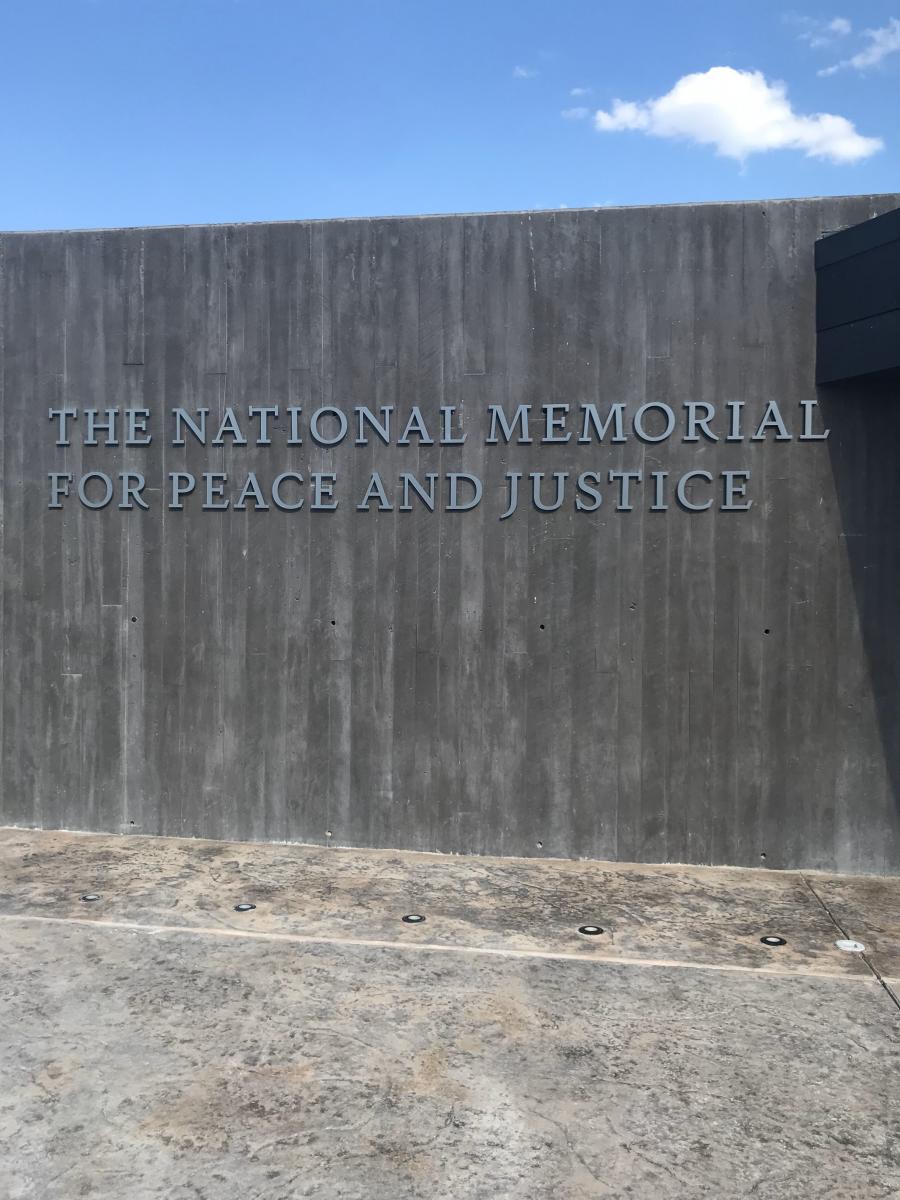 THE NATIONAL MEMORIAL
FOR PEACE AND JUSTICE